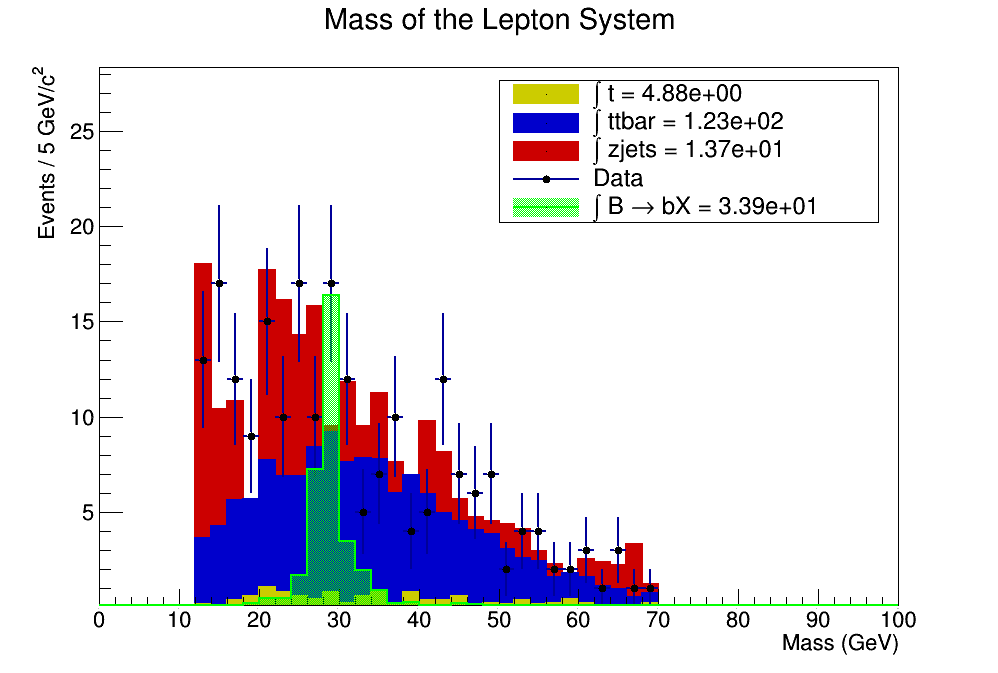 Mass of the Lepton System
Events / 5 GeV/c²
25
20
15
10
5
∫ t = 4.88e+00
∫ ttbar = 1.23e+02
∫ zjets = 1.37e+01
Data
∫ B → bX = 3.39e+01
0 10 20 30 40 50 60 70 80 90 100
Mass (GeV)